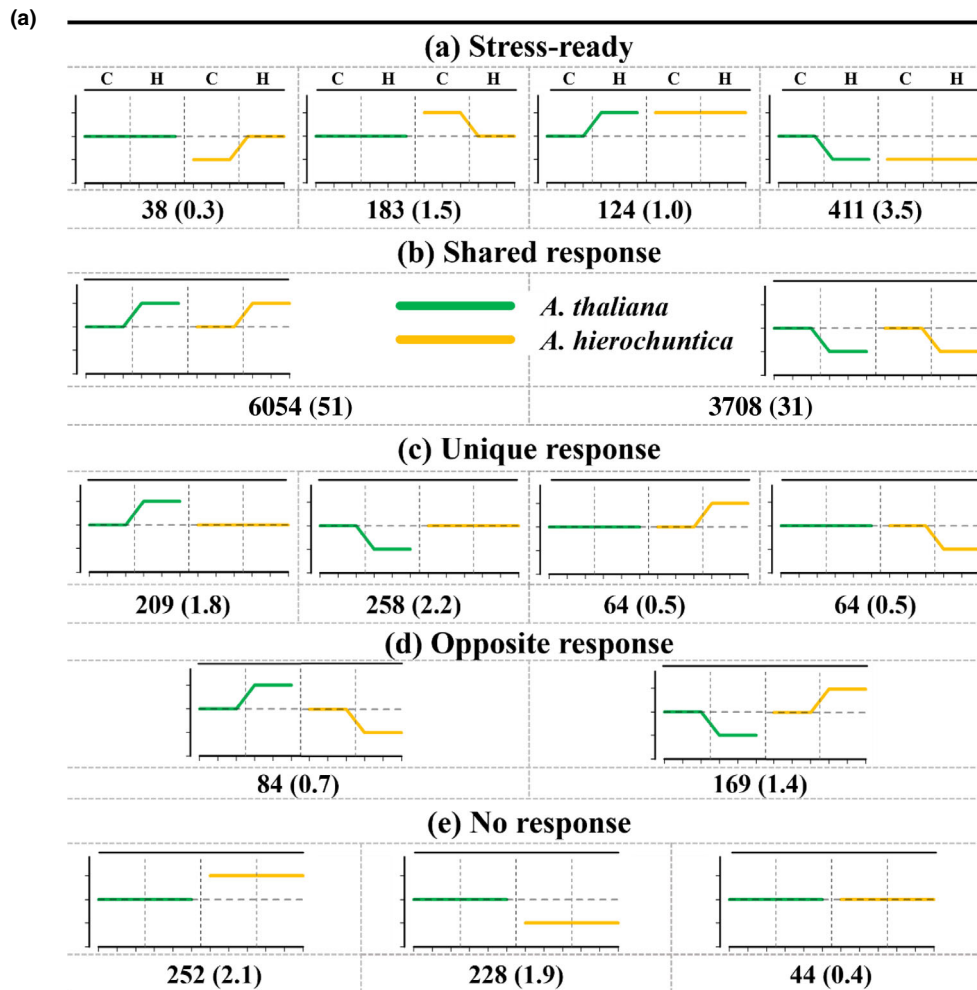 (a)
(a) Stress-ready
C H C H C H C H C H C H C H C H
38 (0.3) 183 (1.5) 124 (1.0) 411 (3.5)
(b) Shared response
A. thaliana
A. hierochuntica
6054 (51) 3708 (31)
(c) Unique response
209 (1.8) 258 (2.2) 64 (0.5) 64 (0.5)
(d) Opposite response
84 (0.7) 169 (1.4)
(e) No response
252 (2.1) 228 (1.9) 44 (0.4)